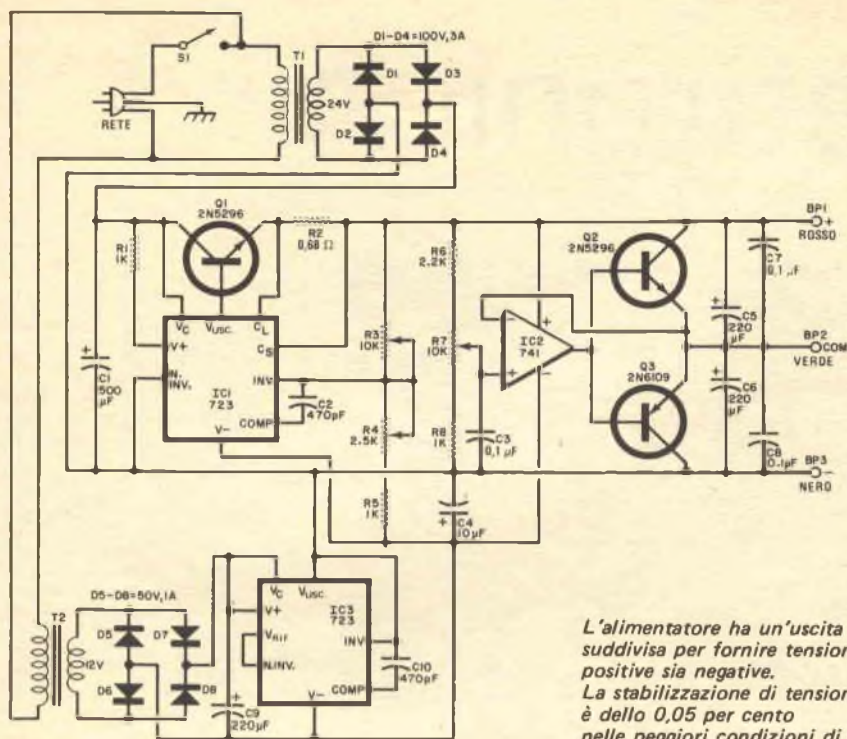 D1-D4=100V,3A
S1
T1
D1
D3
24V
RETE
D2
D4
Q1
2N5296
R2
0,68 Ω
R1
1K
VC
VUSC.
CL
V+
CS
N.
INV.
INV
IC1
723
V-
COMP
C1
500
µF
C2
470pF
R3
10K
R4
2.5K
R5
1K
R6
2.2K
R7
10K
R8
1K
IC2
741
-
+
+
-
C3
0,1 µF
C4
10µF
Q2
2N5296
Q3
2N6109
BP1
+
ROSSO
C7
0,1 µF
C5
220
µF
BP2
COM
VERDE
C6
220
µF
C8
0.1µF
BP3
-
NERO
D5-D8=50V,1A
T2
D5
D7
12V
D6
D8
VC
VUSC.
V+
IC3
723
VRIF
INV
N.INV.
COMP
V-
C9
220µF
C10
470pF
L'alimentatore ha un'uscita
suddivisa per fornire tension
positive sia negative.
La stabilizzazione di tension
è dello 0,05 per cento
nelle peggiori condizioni di